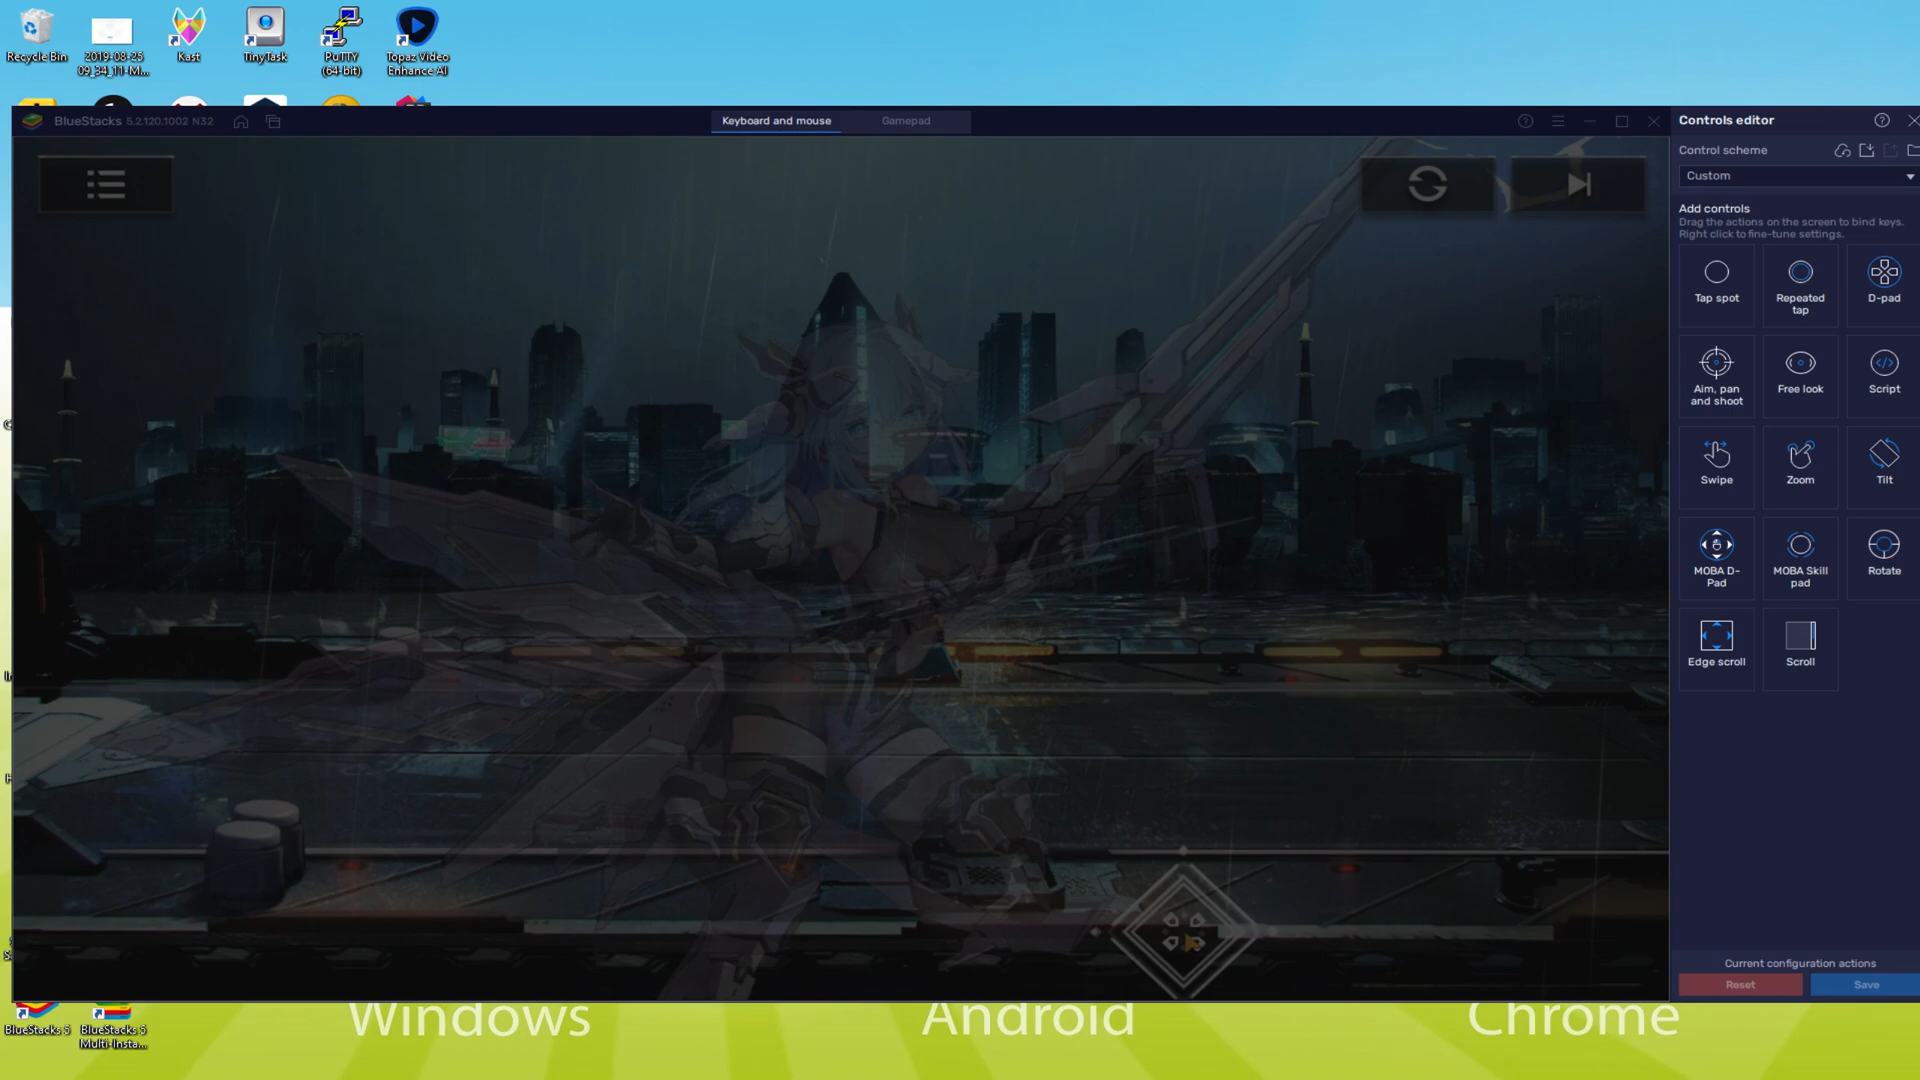 Recycle Bin
2019-08-25
09_34_11-M...
Kast
TinyTask
PuTTY
(64-bit)
Topaz Video
Enhance AI
BlueStacks 5.2.120.1002 N32
Keyboard and mouse
Gamepad
Controls editor
Control scheme
Custom
Add controls
Drag the actions on the screen to bind keys.
Right click to fine-tune settings.
Tap spot
Repeated
tap
D-pad
Aim, pan
and shoot
Free look
Script
Swipe
Zoom
Tilt
MOBA D-
Pad
MOBA Skill
pad
Rotate
Edge scroll
Scroll
Current configuration actions
Reset
Save
BlueStacks 5
BlueStacks 5
Multi-Insta...
Windows
Android
Chrome